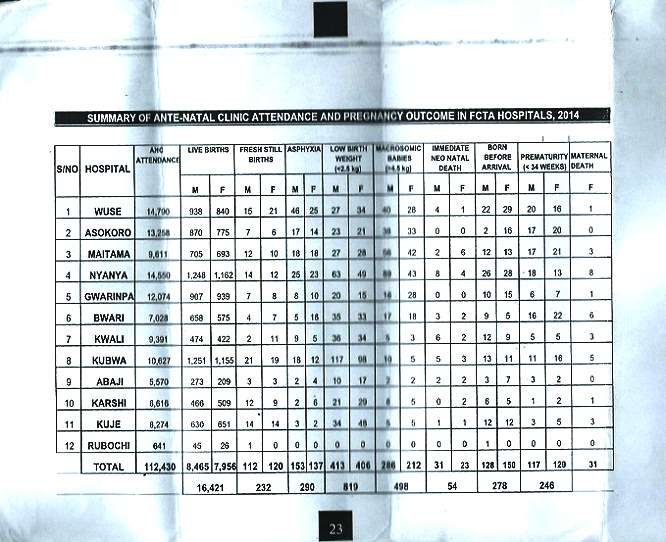 23
SUMMARY OF ANTE-NATAL CLINIC ATTENDANCE AND PREGNANCY OUTCOME IN FCTA HOSPITALS, 2014
S/NO HOSPITAL ANC ATTENDANCE LIVE BIRTHS FRESH STILL BIRTHS ASPHYXIA LOW BIRTH WEIGHT (<2.5 kg) MACROSOMIC BABIES (>4.5 kg) IMMEDIATE NEO NATAL DEATH BORN BEFORE ARRIVAL PREMATURITY (< 34 WEEKS) MATERNAL DEATH
M F M F M F M F M F M F M F M F F
1 WUSE 14,790 938 840 15 21 46 25 27 34 40 28 4 1 22 29 20 16 1
2 ASOKORO 13,258 870 775 7 6 17 14 23 21 38 33 0 0 2 16 17 20 0
3 MAITAMA 9,611 705 693 12 10 18 18 27 28 42 2 6 12 13 17 21 3
4 NYANYA 14,550 1,248 1,162 14 12 25 23 63 49 43 8 4 26 28 18 13 8
5 GWARINPA 12,074 907 939 7 8 8 10 20 15 16 28 0 0 10 15 6 7 1
6 BWARI 7,028 658 575 4 7 5 18 35 33 17 18 3 2 9 5 16 22 6
7 KWALI 9,391 474 422 2 11 9 5 36 34 3 6 2 12 9 5 5 3
8 KUBWA 10,627 1,251 1,155 21 19 18 12 117 98 10 5 5 3 13 11 11 16 5
9 ABAJI 5,570 273 209 3 3 2 4 10 17 2 2 2 3 7 3 2 0
10 KARSHI 6,616 466 509 12 9 2 6 21 29 5 0 2 6 5 1 2 1
11 KUJE 8,274 630 651 14 14 3 2 34 48 5 1 1 12 12 3 5 3
12 RUBOCHI 641 45 26 1 0 0 0 0 0 0 0 0 0 1 0 0 0 0
TOTAL 112,430 8,465 7,956 112 120 153 137 413 406 286 212 31 23 128 150 117 129 31
16,421 232 290 819 498 54 278 246
23